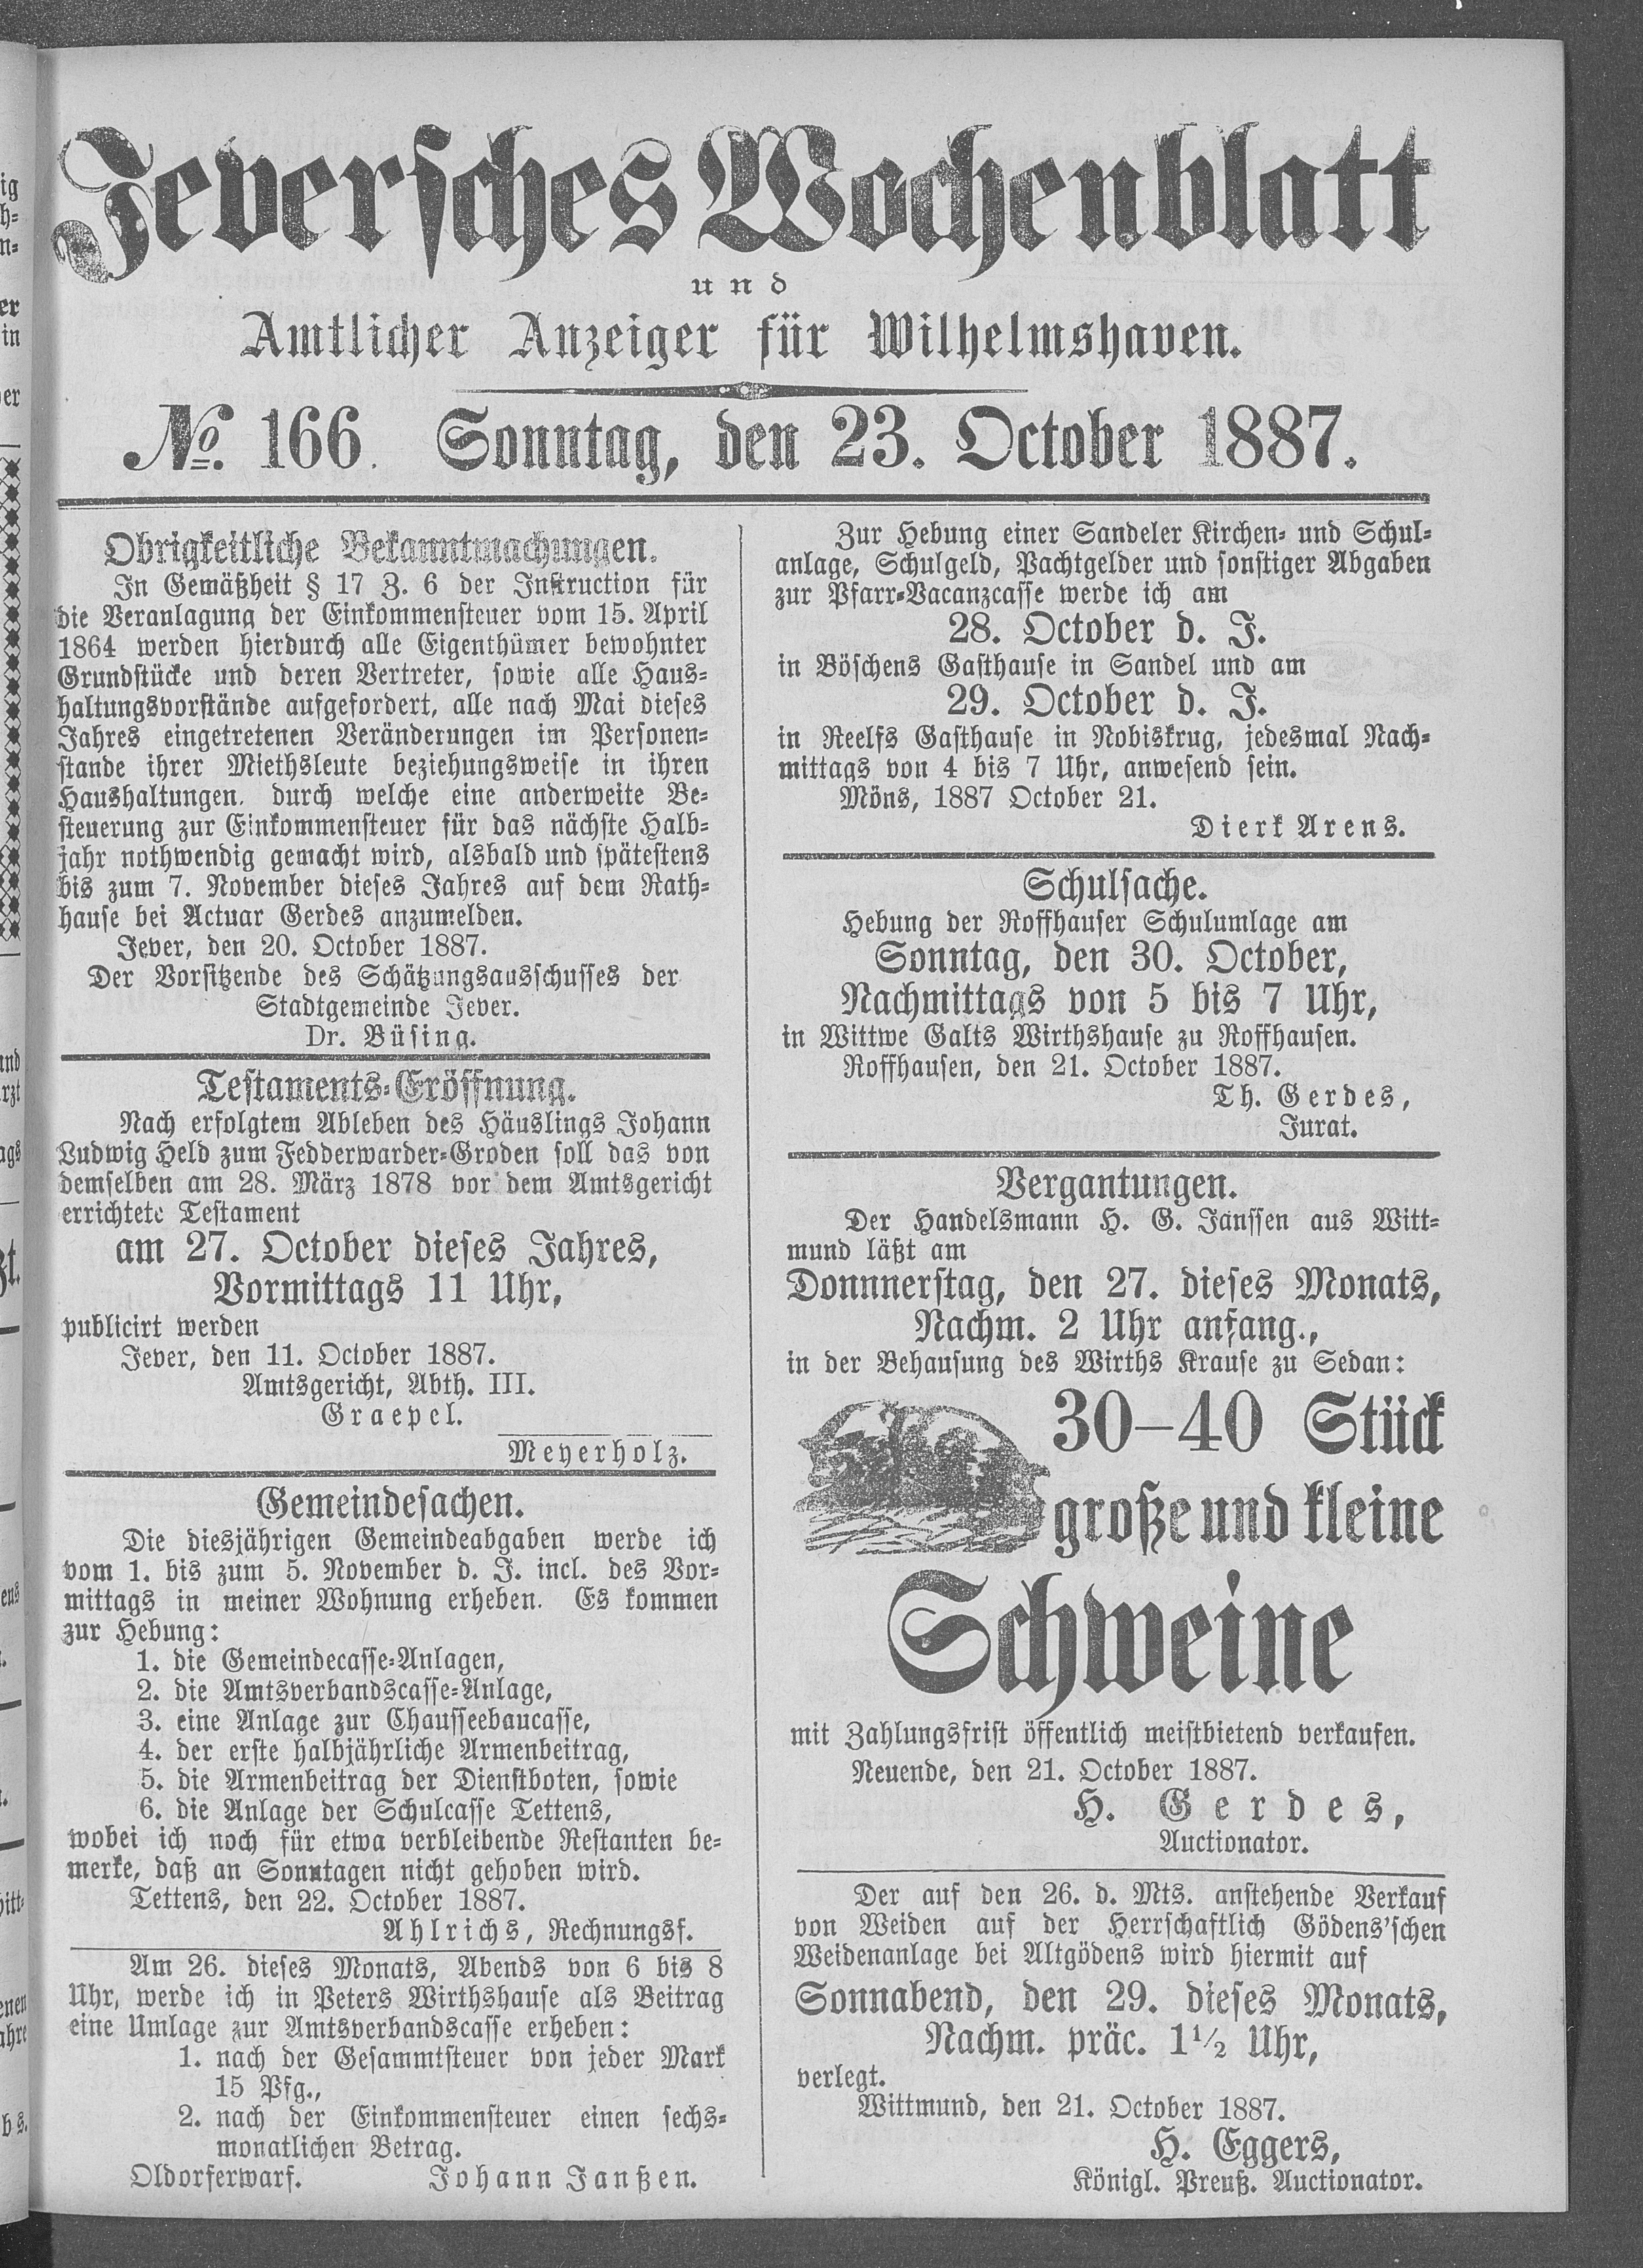 Jeversches Wochenblatt
und
Amtlicher Anzeiger für Wilhelmshaven.
No. 166. Sonntag, den 23. October 1887.
Obrigkeitliche Bekanntmachungen.
In Gemäßheit § 17 Z. 6 der Instruction für
die Veranlagung der Einkommensteuer vom 15. April
1864 werden hierdurch alle Eigenthümer bewohnter
Grundstücke und deren Vertreter, sowie alle Haus-
haltungsvorstände aufgefordert, alle nach Mai dieses
Jahres eingetretenen Veränderungen im Personen-
stande ihrer Miethsleute beziehungsweise in ihren
Haushaltungen, durch welche eine anderweite Be-
steuerung zur Einkommensteuer für das nächste Halb-
jahr nothwendig gemacht wird, alsbald und spätestens
bis zum 7. November dieses Jahres auf dem Rath-
hause bei Actuar Gerdes anzumelden.
Jever, den 20. October 1887.
Der Vorsitzende des Schätzungsausschusses der
Stadtgemeinde Jever.
Dr. Büsing.
Testaments-Eröffnung.
Nach erfolgtem Ableben des Häuslings Johann
Ludwig Held zum Fedderwarder-Groden soll das von
demselben am 28. März 1878 vor dem Amtsgericht
errichtete Testament
am 27. October dieses Jahres,
Vormittags 11 Uhr,
publicirt werden
Jever, den 11. October 1887.
Amtsgericht, Abth. III.
Graepel.
Meyerholz.
Gemeindesachen.
Die diesjährigen Gemeindeabgaben werde ich
vom 1. bis zum 5. November d. J. incl. des Vor-
mittags in meiner Wohnung erheben. Es kommen
zur Hebung:
1. die Gemeindecasse-Anlagen,
2. die Amtsverbandscasse-Anlage,
3. eine Anlage zur Chausseebaucasse,
4. der erste halbjährliche Armenbeitrag,
5. die Armenbeitrag der Dienstboten, sowie
6. die Anlage der Schulcasse Tettens,
wobei ich noch für etwa verbleibende Restanten be-
merke, daß an Sonntagen nicht gehoben wird.
Tettens, den 22. October 1887.
Ahlrichs, Rechnungsf.
Am 26. dieses Monats, Abends von 6 bis 8
Uhr, werde ich in Peters Wirthshause als Beitrag
eine Umlage zur Amtsverbandscasse erheben:
1. nach der Gesammtsteuer von jeder Mark
15 Pfg.,
2. nach der Einkommensteuer einen sechs-
monatlichen Betrag.
Oldorferwarf. Johann Janßen.
Zur Hebung einer Sandeler Kirchen- und Schul-
anlage, Schulgeld, Pachtgelder und sonstiger Abgaben
zur Pfarr-Vacanzcasse werde ich am
28. October d. J.
in Böschens Gasthause in Sandel und am
29. October d. J.
in Reelfs Gasthause in Nobiskrug, jedesmal Nach-
mittags von 4 bis 7 Uhr, anwesend sein.
Möns, 1887 October 21.
Dierk Arens.
Schulsache.
Hebung der Roffhauser Schulumlage am
Sonntag, den 30. October,
Nachmittags von 5 bis 7 Uhr,
in Wittwe Galts Wirthshause zu Roffhausen.
Roffhausen, den 21. October 1887.
Th. Gerdes,
Jurat.
Vergantungen.
Der Handelsmann H. G. Janssen aus Witt-
mund läßt am
Donnnerstag, den 27. dieses Monats,
Nachm. 2 Uhr anfang.,
in der Behausung des Wirths Krause zu Sedan:
30–40 Stück
große und kleine
Schweine
mit Zahlungsfrist öffentlich meistbietend verkaufen.
Neuende, den 21. October 1887.
H. Gerdes,
Auctionator.
Der auf den 26. d. Mts. anstehende Verkauf
von Weiden auf der Herrschaftlich Gödens'schen
Weidenanlage bei Altgödens wird hiermit auf
Sonnabend, den 29. dieses Monats,
Nachm. präc. 1½ Uhr,
verlegt.
Wittmund, den 21. October 1887.
H. Eggers,
Königl. Preuß. Auctionator.